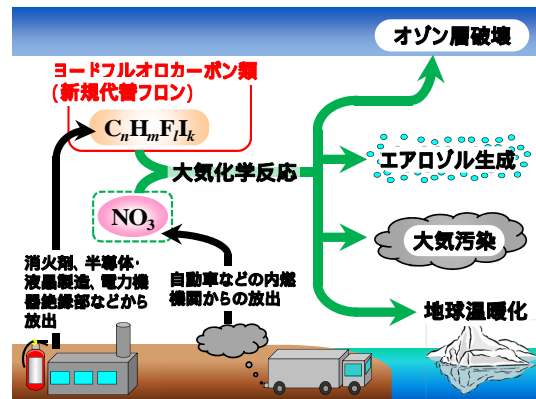 オゾン層破壊
ヨードフルオロカーボン類
(新規代替フロン)
CnHmFlIk
大気化学反応
エアロゾル生成
NO3
大気汚染
消火剤、半導体・
液晶製造、電力機
器絶縁部などから
放出
自動車などの内燃
機関からの放出
地球温暖化